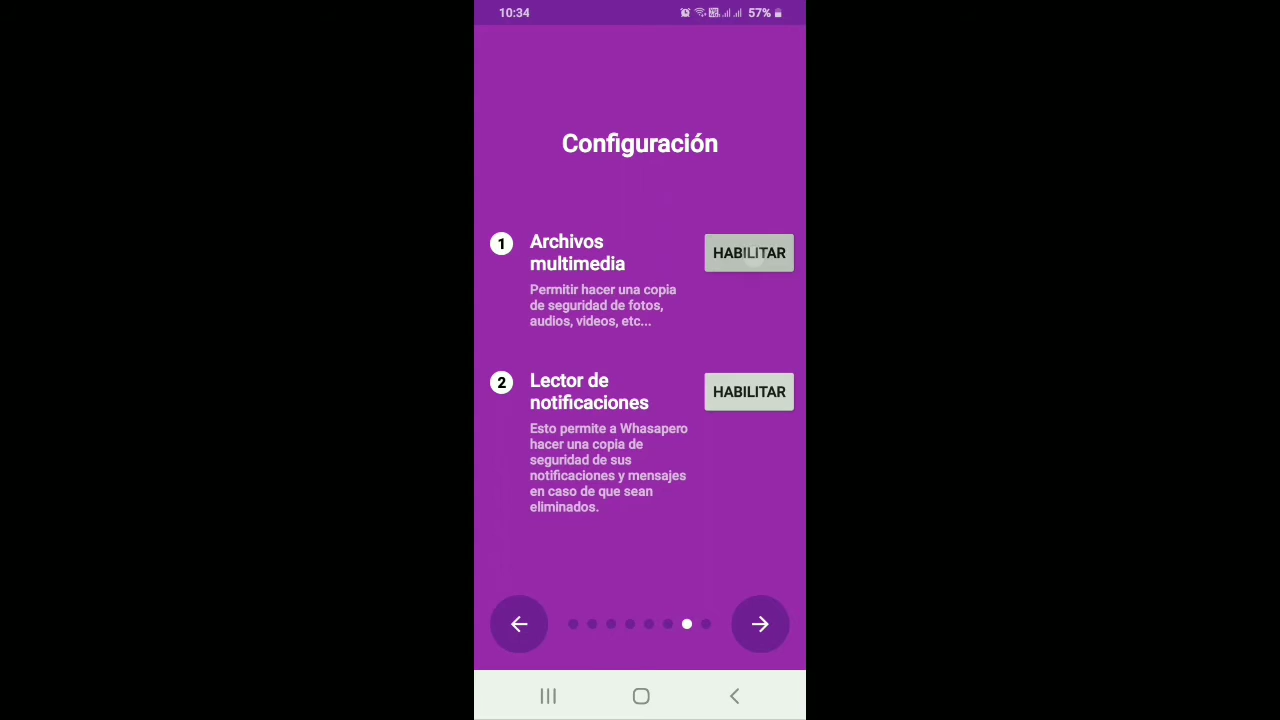 10:34
57%
Configuración
1
Archivos
multimedia
HABILITAR
Permitir hacer una copia
de seguridad de fotos,
audios, videos, etc...
2
Lector de
notificaciones
HABILITAR
Esto permite a Whasapero
hacer una copia de
seguridad de sus
notificaciones y mensajes
en caso de que sean
eliminados.